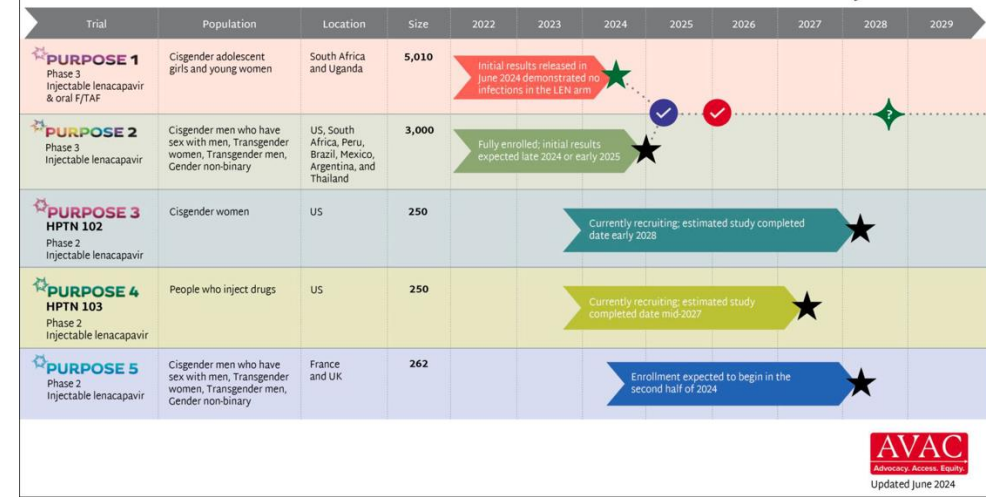 Trial Population Location Size 2022 2023 2024 2025 2026 2027 2028 2029
PURPOSE 1
Phase 3
Injectable lenacapavir
& oral F/TAF
Cisgender adolescent
girls and young women
South Africa
and Uganda
5,010
Initial results released in
June 2024 demonstrated no
infections in the LEN arm
?
PURPOSE 2
Phase 3
Injectable lenacapavir
Cisgender men who have
sex with men, Transgender
women, Transgender men,
Gender non-binary
US, South
Africa, Peru,
Brazil, Mexico,
Argentina, and
Thailand
3,000
Fully enrolled; initial results
expected late 2024 or early 2025
PURPOSE 3
HPTN 102
Phase 2
Injectable lenacapavir
Cisgender women
US
250
Currently recruiting; estimated study completed
date early 2028
PURPOSE 4
HPTN 103
Phase 2
Injectable lenacapavir
People who inject drugs
US
250
Currently recruiting; estimated study
completed date mid-2027
PURPOSE 5
Phase 2
Injectable lenacapavir
Cisgender men who have
sex with men, Transgender
women, Transgender men,
Gender non-binary
France
and UK
262
Enrollment expected to begin in the
second half of 2024
AVAC
Advocacy. Access. Equity.
Updated June 2024